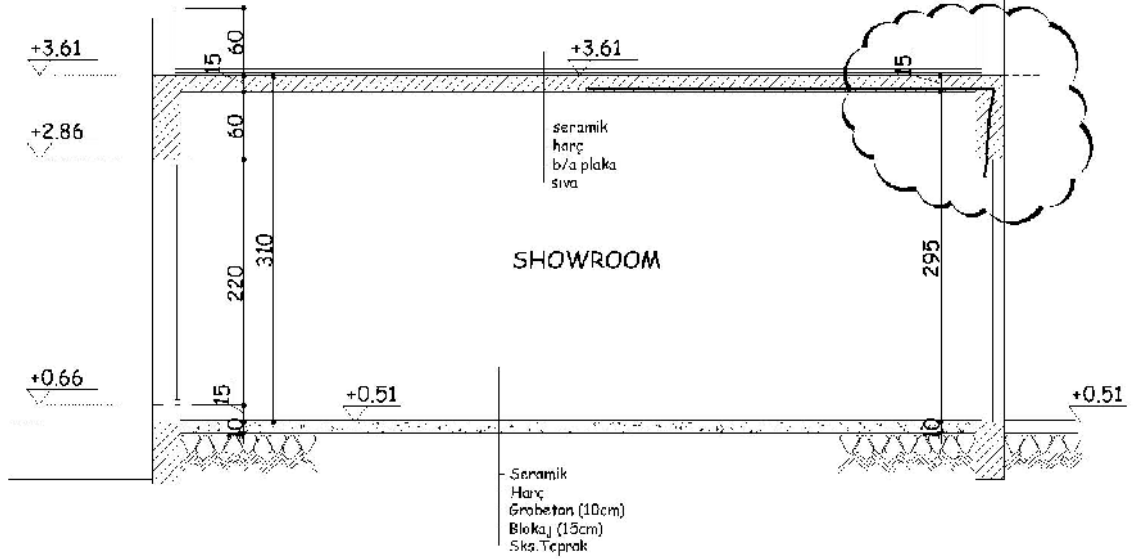 60
+3.61
+3.61
15
15
60
+2.86
seramik
harç
b/a plaka
sıva
310
220
295
SHOWROOM
+0.66
15
+0.51
+0.51
10
10
Seramik
Harç
Grobeton (10cm)
Blokaj (15cm)
Sks.Toprak